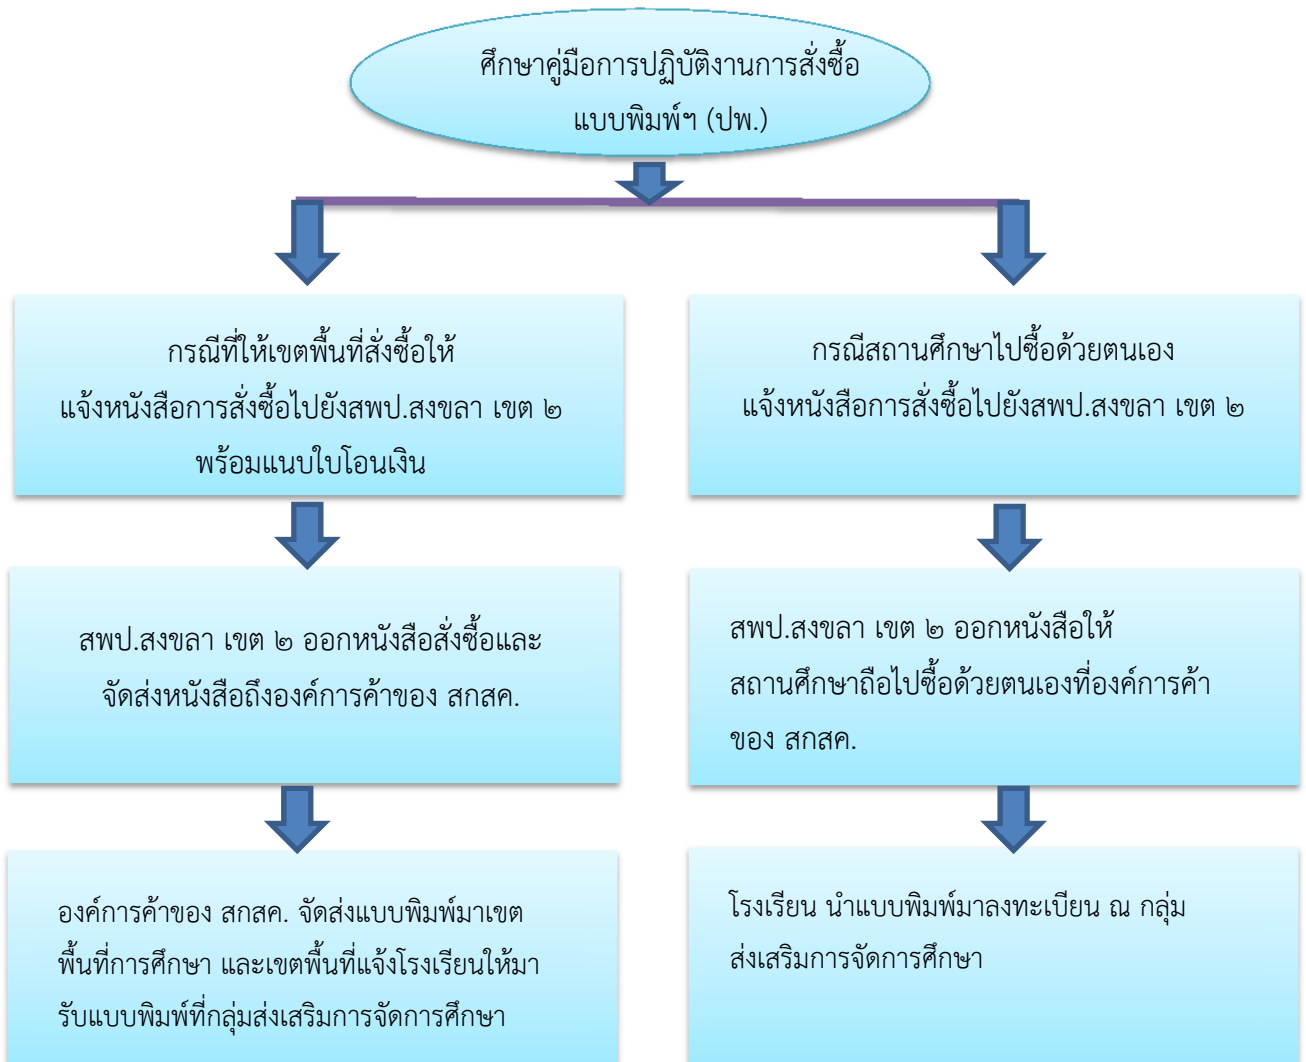 ศึกษาคู่มือการปฏิบัติงานการสั่งซื้อ
แบบพิมพ์ฯ (ปพ.)
กรณีที่ให้เขตพื้นที่สั่งซื้อให้
แจ้งหนังสือการสั่งซื้อไปยังสพป.สงขลา เขต ๒
พร้อมแนบใบโอนเงิน
กรณีสถานศึกษาไปซื้อด้วยตนเอง
แจ้งหนังสือการสั่งซื้อไปยังสพป.สงขลา เขต ๒
สพป.สงขลา เขต ๒ ออกหนังสือสั่งซื้อและ
จัดส่งหนังสือถึงองค์การค้าของ สกสค.
สพป.สงขลา เขต ๒ ออกหนังสือให้
สถานศึกษาถือไปซื้อด้วยตนเองที่องค์การค้า
ของ สกสค.
องค์การค้าของ สกสค. จัดส่งแบบพิมพ์มาเขต
พื้นที่การศึกษา และเขตพื้นที่แจ้งโรงเรียนให้มา
รับแบบพิมพ์ที่กลุ่มส่งเสริมการจัดการศึกษา
โรงเรียน นำแบบพิมพ์มาลงทะเบียน ณ กลุ่ม
ส่งเสริมการจัดการศึกษา